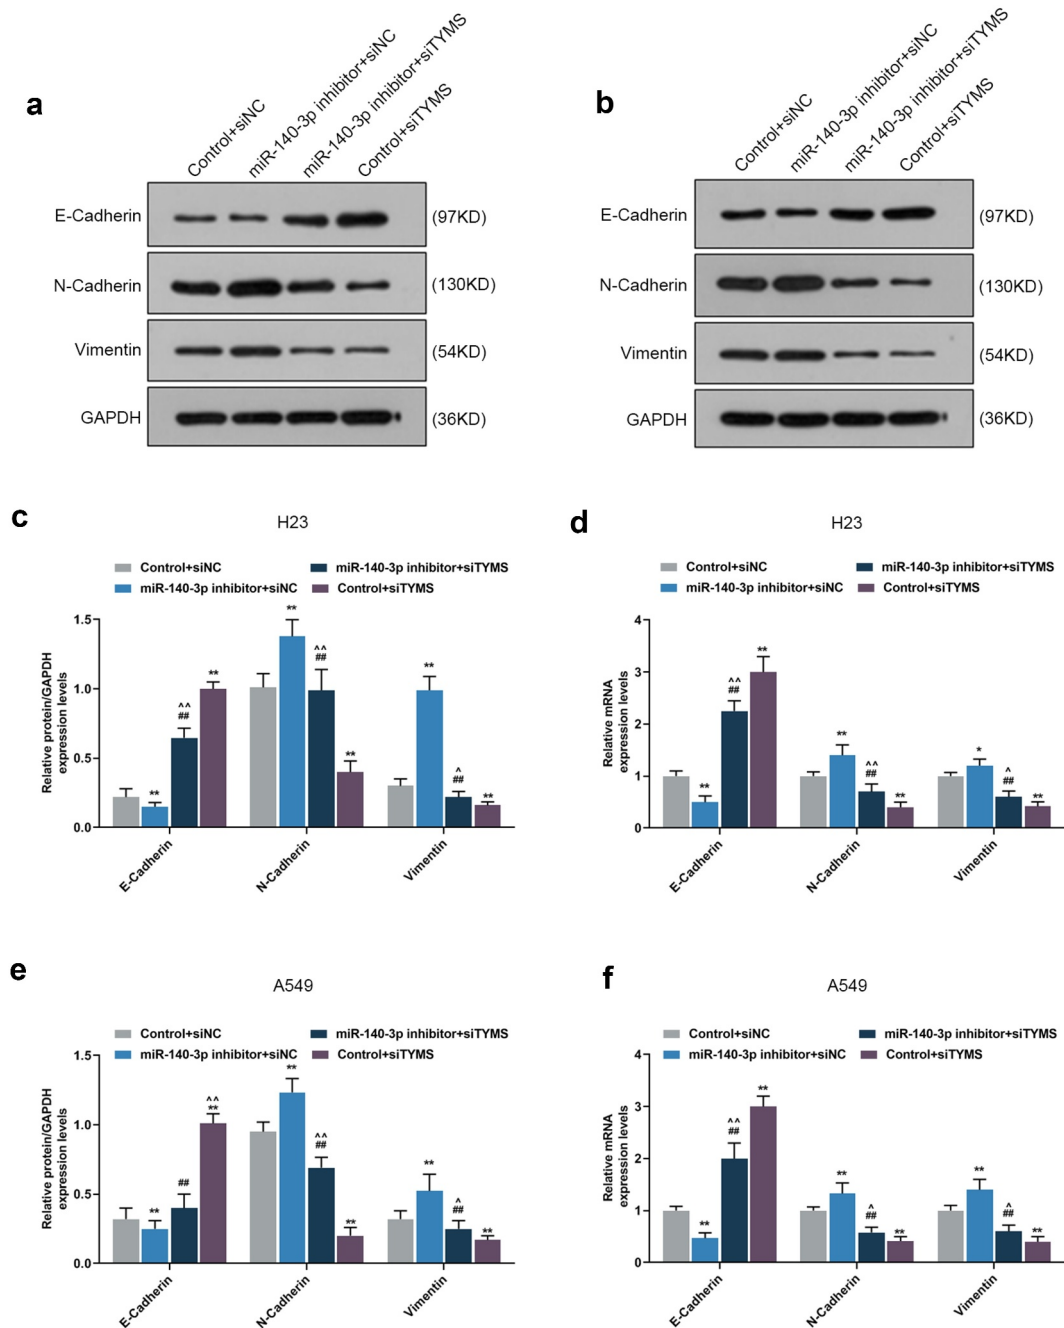 a
Control+siNC
miR-140-3p inhibitor+siNC
miR-140-3p inhibitor+siTYMS
Control+siTYMS
E-Cadherin
(97KD)
N-Cadherin
(130KD)
Vimentin
(54KD)
GAPDH
(36KD)
b
Control+siNC
miR-140-3p inhibitor+siNC
miR-140-3p inhibitor+siTYMS
Control+siTYMS
E-Cadherin
(97KD)
N-Cadherin
(130KD)
Vimentin
(54KD)
GAPDH
(36KD)
c
H23
Control+siNC
miR-140-3p inhibitor+siTYMS
miR-140-3p inhibitor+siNC
Control+siTYMS
Relative protein/GAPDH
expression levels
1.5
1.0
0.5
0.0
**
^^
##
**
**
^^
##
**
**
^
##
**
E-Cadherin
N-Cadherin
Vimentin
d
H23
Control+siNC
miR-140-3p inhibitor+siTYMS
miR-140-3p inhibitor+siNC
Control+siTYMS
Relative mRNA
expression levels
4
3
2
1
0
**
^^
##
**
**
^^
##
**
*
^
##
**
E-Cadherin
N-Cadherin
Vimentin
e
A549
Control+siNC
miR-140-3p inhibitor+siTYMS
miR-140-3p inhibitor+siNC
Control+siTYMS
Relative protein/GAPDH
expression levels
1.5
1.0
0.5
0.0
**
##
^^
**
**
^^
##
**
**
^
##
**
E-Cadherin
N-Cadherin
Vimentin
f
A549
Control+siNC
miR-140-3p inhibitor+siTYMS
miR-140-3p inhibitor+siNC
Control+siTYMS
Relative mRNA
expression levels
4
3
2
1
0
**
^^
##
**
**
^
##
**
**
^
##
**
E-Cadherin
N-Cadherin
Vimentin